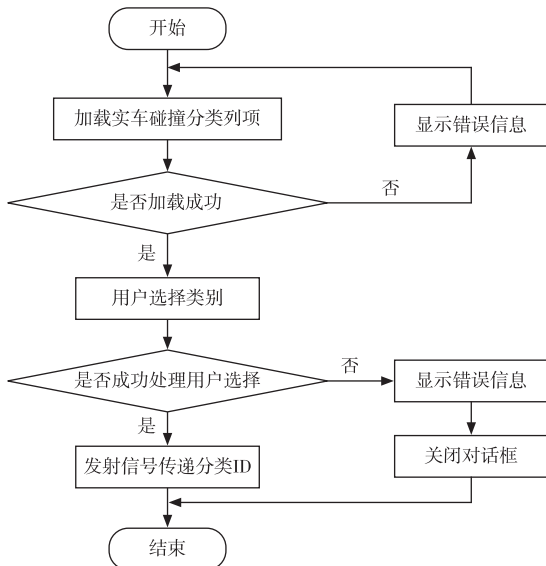 开始
加载实车碰撞分类列项
显示错误信息
是否加载成功
否
是
用户选择类别
是否成功处理用户选择
否
显示错误信息
是
发射信号传递分类ID
关闭对话框
结束